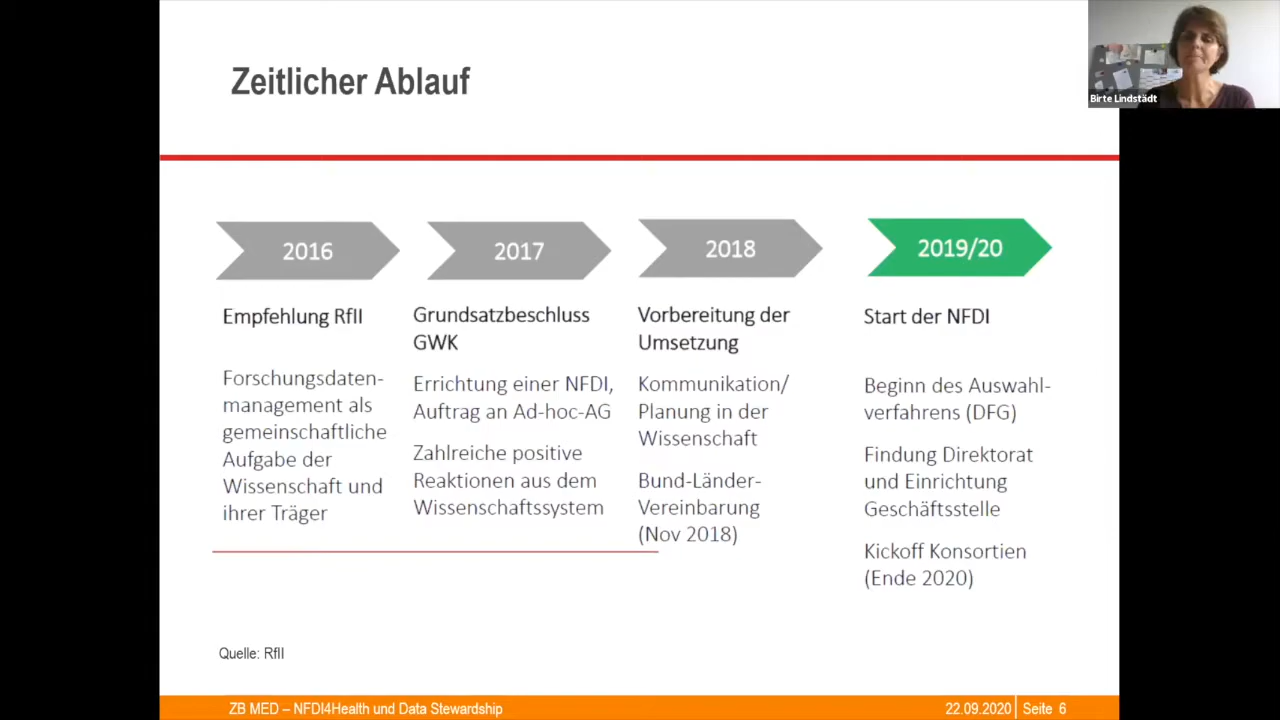 Zeitlicher Ablauf
Birte Lindstädt
2016
2017
2018
2019/20
Empfehlung RfII
Forschungsdaten-
management als
gemeinschaftliche
Aufgabe der
Wissenschaft und
ihrer Träger
Grundsatzbeschluss
GWK
Errichtung einer NFDI,
Auftrag an Ad-hoc-AG
Zahlreiche positive
Reaktionen aus dem
Wissenschaftssystem
Vorbereitung der
Umsetzung
Kommunikation/
Planung in der
Wissenschaft
Bund-Länder-
Vereinbarung
(Nov 2018)
Start der NFDI
Beginn des Auswahl-
verfahrens (DFG)
Findung Direktorat
und Einrichtung
Geschäftsstelle
Kickoff Konsortien
(Ende 2020)
Quelle: RfII
ZB MED – NFDI4Health und Data Stewardship
22.09.2020 Seite 6